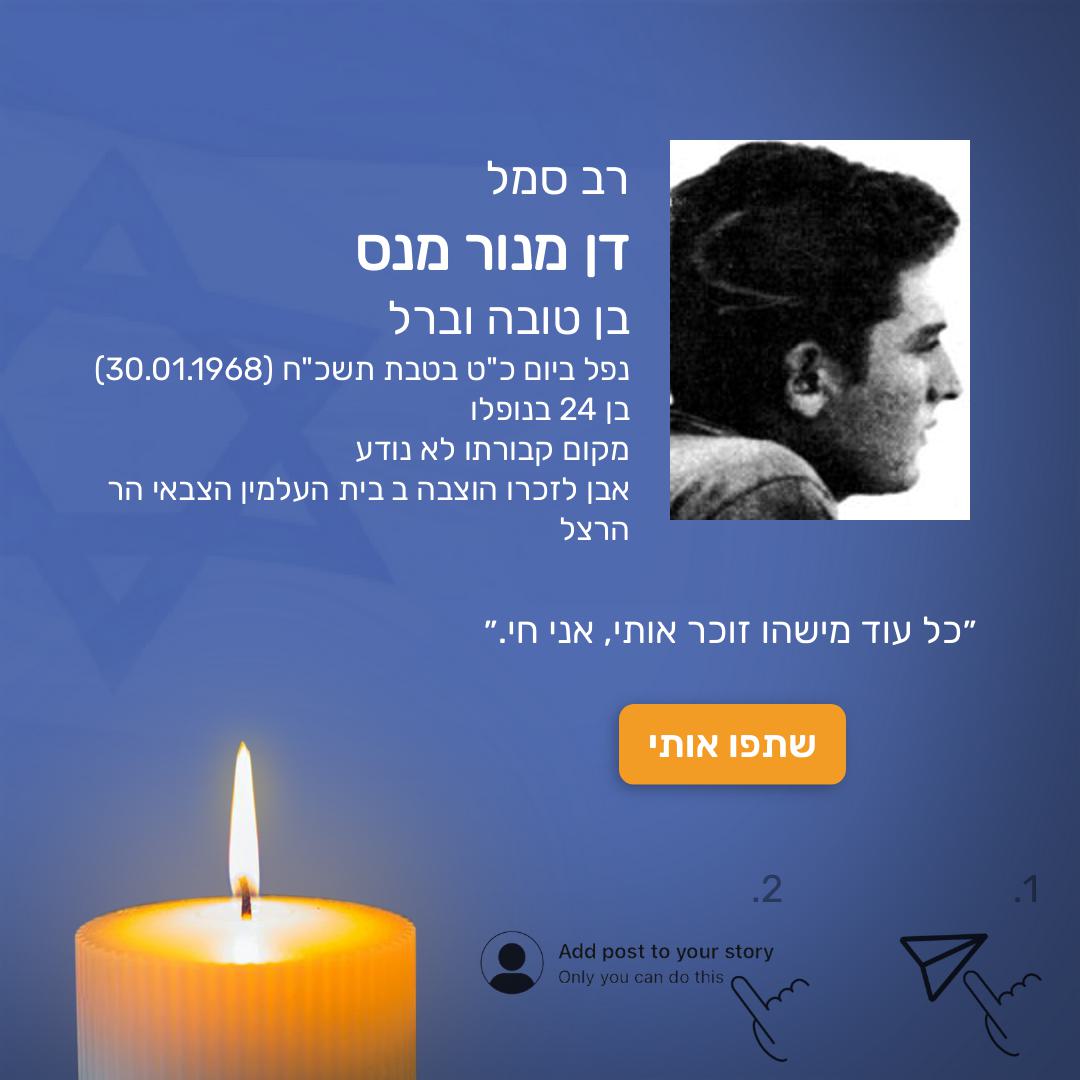 רב סמל
דן מנור מנס
בן טובה וברל
נפל ביום כ"ט בטבת תשכ"ח (30.01.1968)
בן 24 בנופלו
מקום קבורתו לא נודע
אבן לזכרו הוצבה ב בית העלמין הצבאי הר
הרצל
״כל עוד מישהו זוכר אותי, אני חי.״
שתפו אותי
.1
.2
Add post to your story
Only you can do this